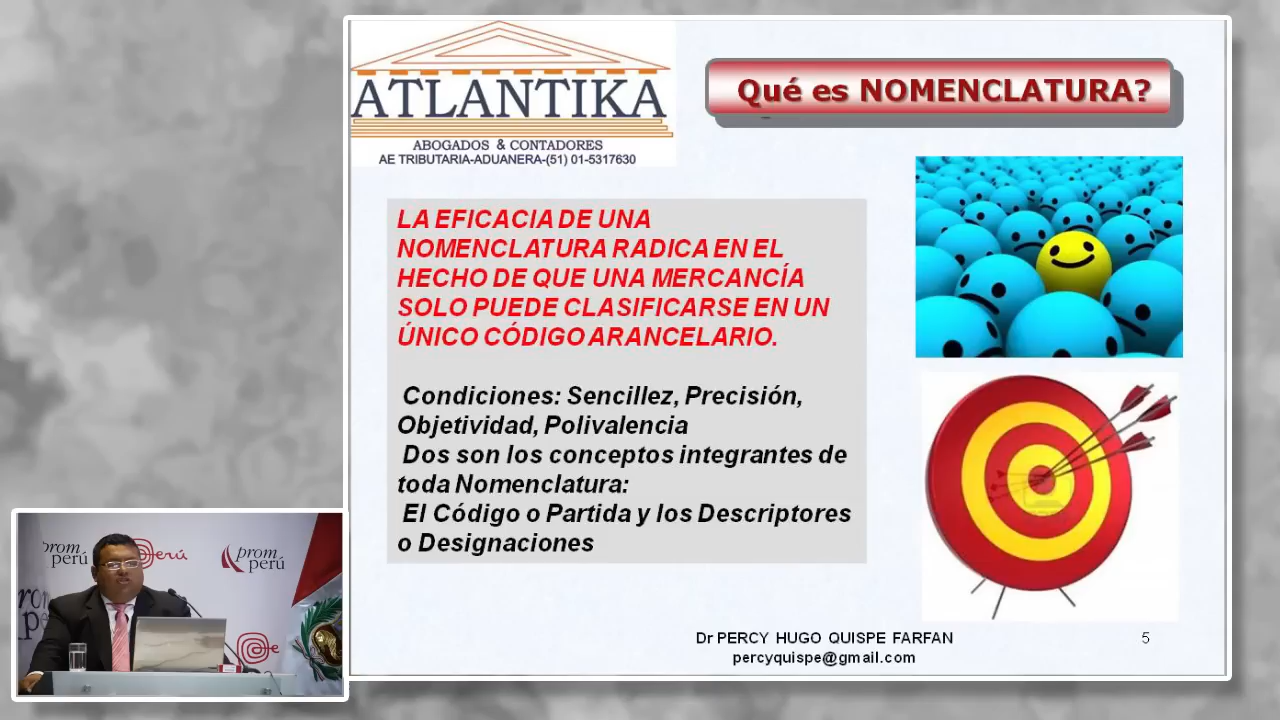 ATLANTIKA
ABOGADOS & CONTADORES
AE TRIBUTARIA-ADUANERA-(51) 01-5317630
Qué es NOMENCLATURA?
LA EFICACIA DE UNA
NOMENCLATURA RADICA EN EL
HECHO DE QUE UNA MERCANCÍA
SOLO PUEDE CLASIFICARSE EN UN
ÚNICO CÓDIGO ARANCELARIO.
Condiciones: Sencillez, Precisión,
Objetividad, Polivalencia
Dos son los conceptos integrantes de
toda Nomenclatura:
El Código o Partida y los Descriptores
o Designaciones
Dr PERCY HUGO QUISPE FARFAN
percyquispe@gmail.com
5
prom
perú
Perú
prom
perú